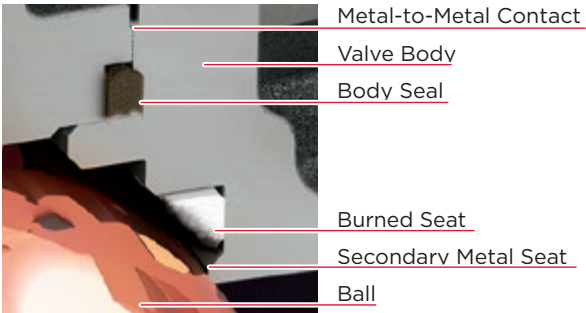 Metal-to-Metal Contact
Valve Body
Body Seal
Burned Seat
Secondary Metal Seat
Ball